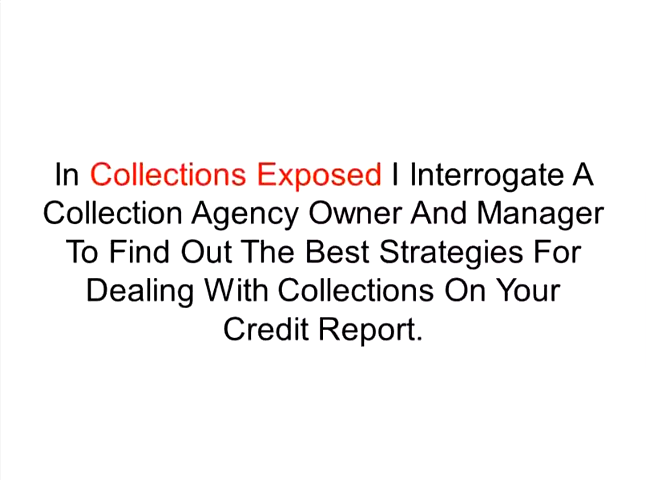 In Collections Exposed I Interrogate A
Collection Agency Owner And Manager
To Find Out The Best Strategies For
Dealing With Collections On Your
Credit Report.